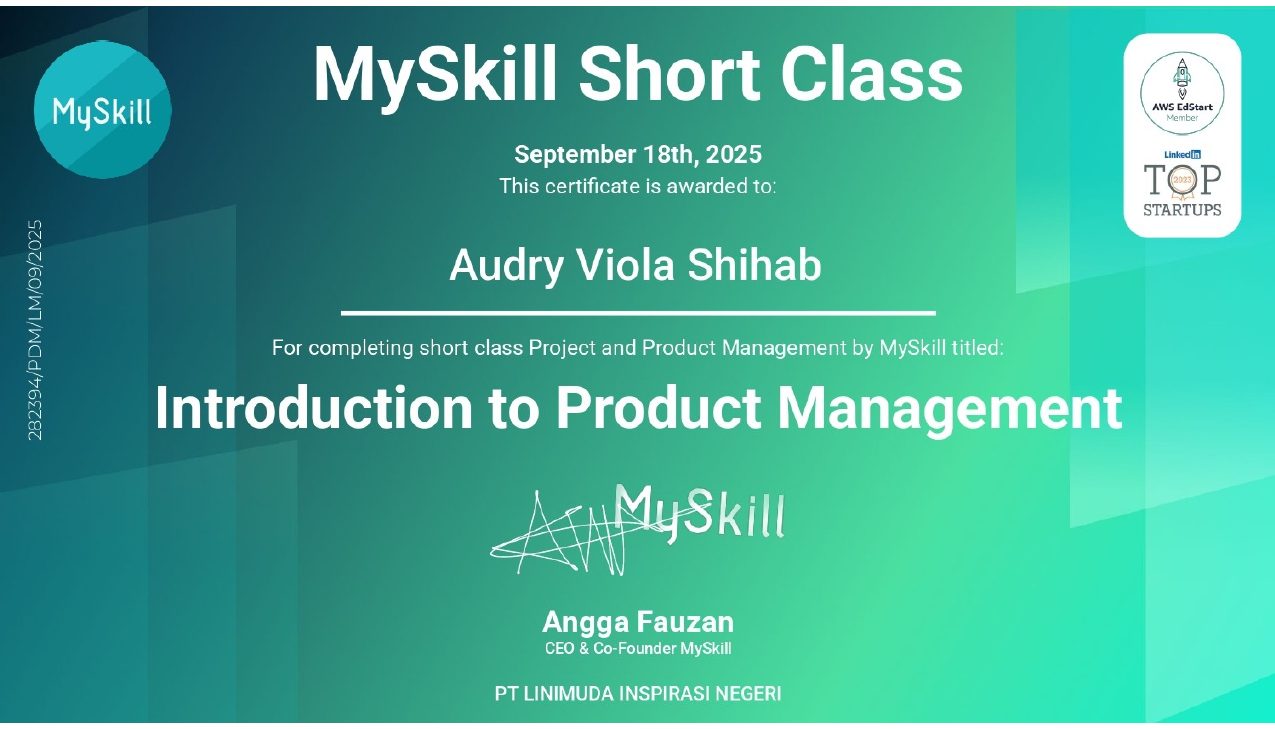 MySkill Short Class
MySkill
AWS EdStart
Member
LinkedIn
2023
TOP
STARTUPS
September 18th, 2025
This certificate is awarded to:
Audry Viola Shihab
282394/PDM/LM/09/2025
For completing short class Project and Product Management by MySkill titled:
Introduction to Product Management
MySkill
Angga Fauzan
CEO & Co-Founder MySkill
PT LINIMUDA INSPIRASI NEGERI